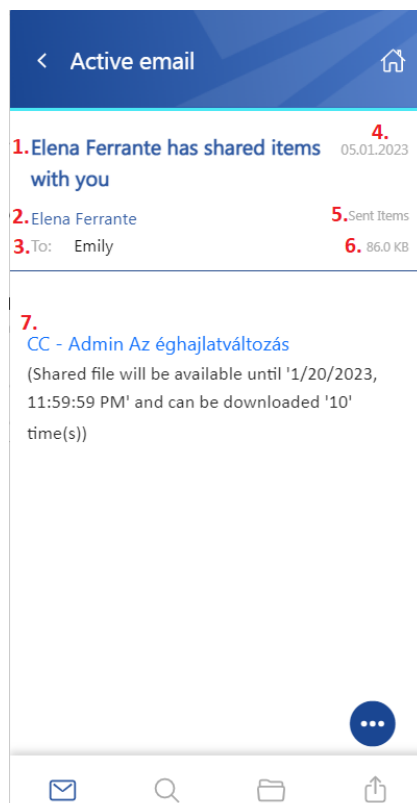 Active email
4.
1. Elena Ferrante has shared items 05.01.2023
with you
2. Elena Ferrante 5. Sent Items
3. To: Emily 6. 86.0 KB
7.
CC - Admin Az éghajlatváltozás
(Shared file will be available until '1/20/2023,
11:59:59 PM' and can be downloaded '10'
time(s))